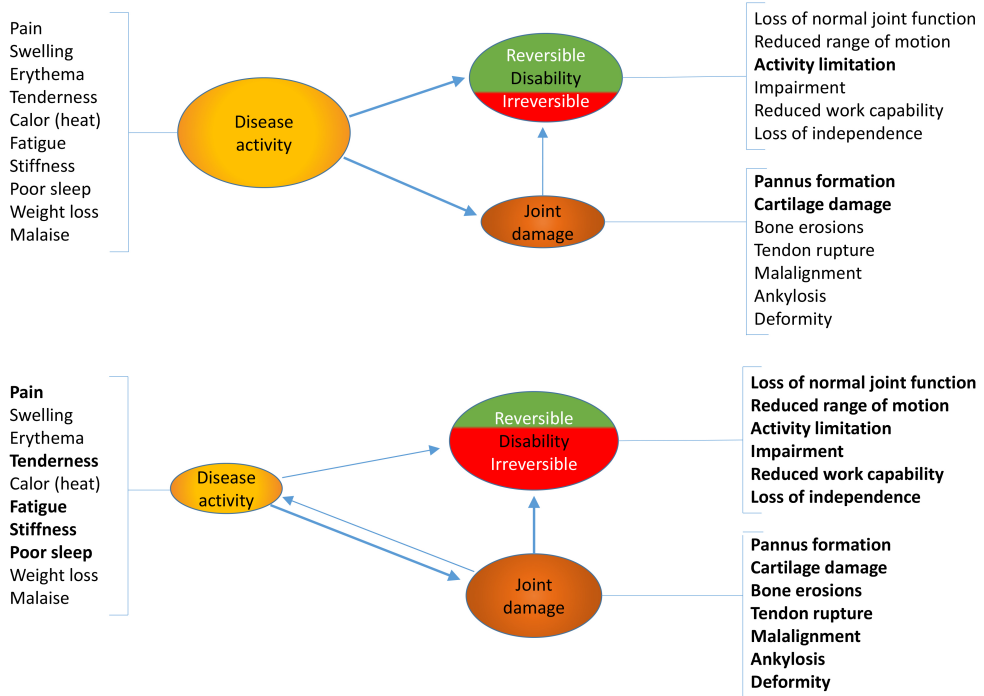 Pain
Swelling
Erythema
Tenderness
Calor (heat)
Fatigue
Stiffness
Poor sleep
Weight loss
Malaise
Disease
activity
Reversible
Disability
Irreversible
Joint
damage
Loss of normal joint function
Reduced range of motion
Activity limitation
Impairment
Reduced work capability
Loss of independence
Pannus formation
Cartilage damage
Bone erosions
Tendon rupture
Malalignment
Ankylosis
Deformity
Pain
Swelling
Erythema
Tenderness
Calor (heat)
Fatigue
Stiffness
Poor sleep
Weight loss
Malaise
Disease
activity
Reversible
Disability
Irreversible
Joint
damage
Loss of normal joint function
Reduced range of motion
Activity limitation
Impairment
Reduced work capability
Loss of independence
Pannus formation
Cartilage damage
Bone erosions
Tendon rupture
Malalignment
Ankylosis
Deformity